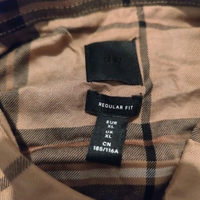 REGULAR FIT
EUR XL
UK XL
CN
185/116A